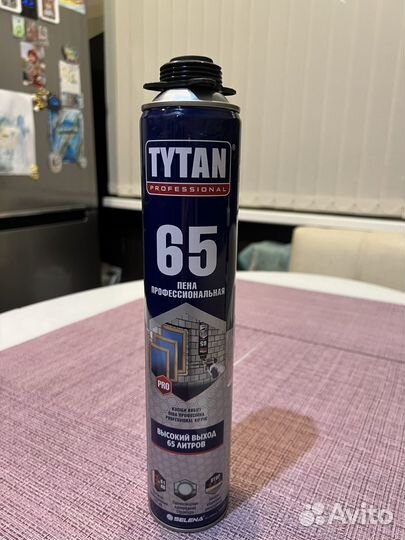 TYTAN
PROFESSIONAL
65
ПЕНА
ПРОФЕССИОНАЛЬНАЯ
PRO
ВЫСОКИЙ ВЫХОД
65 ЛИТРОВ
SELENA
Avito